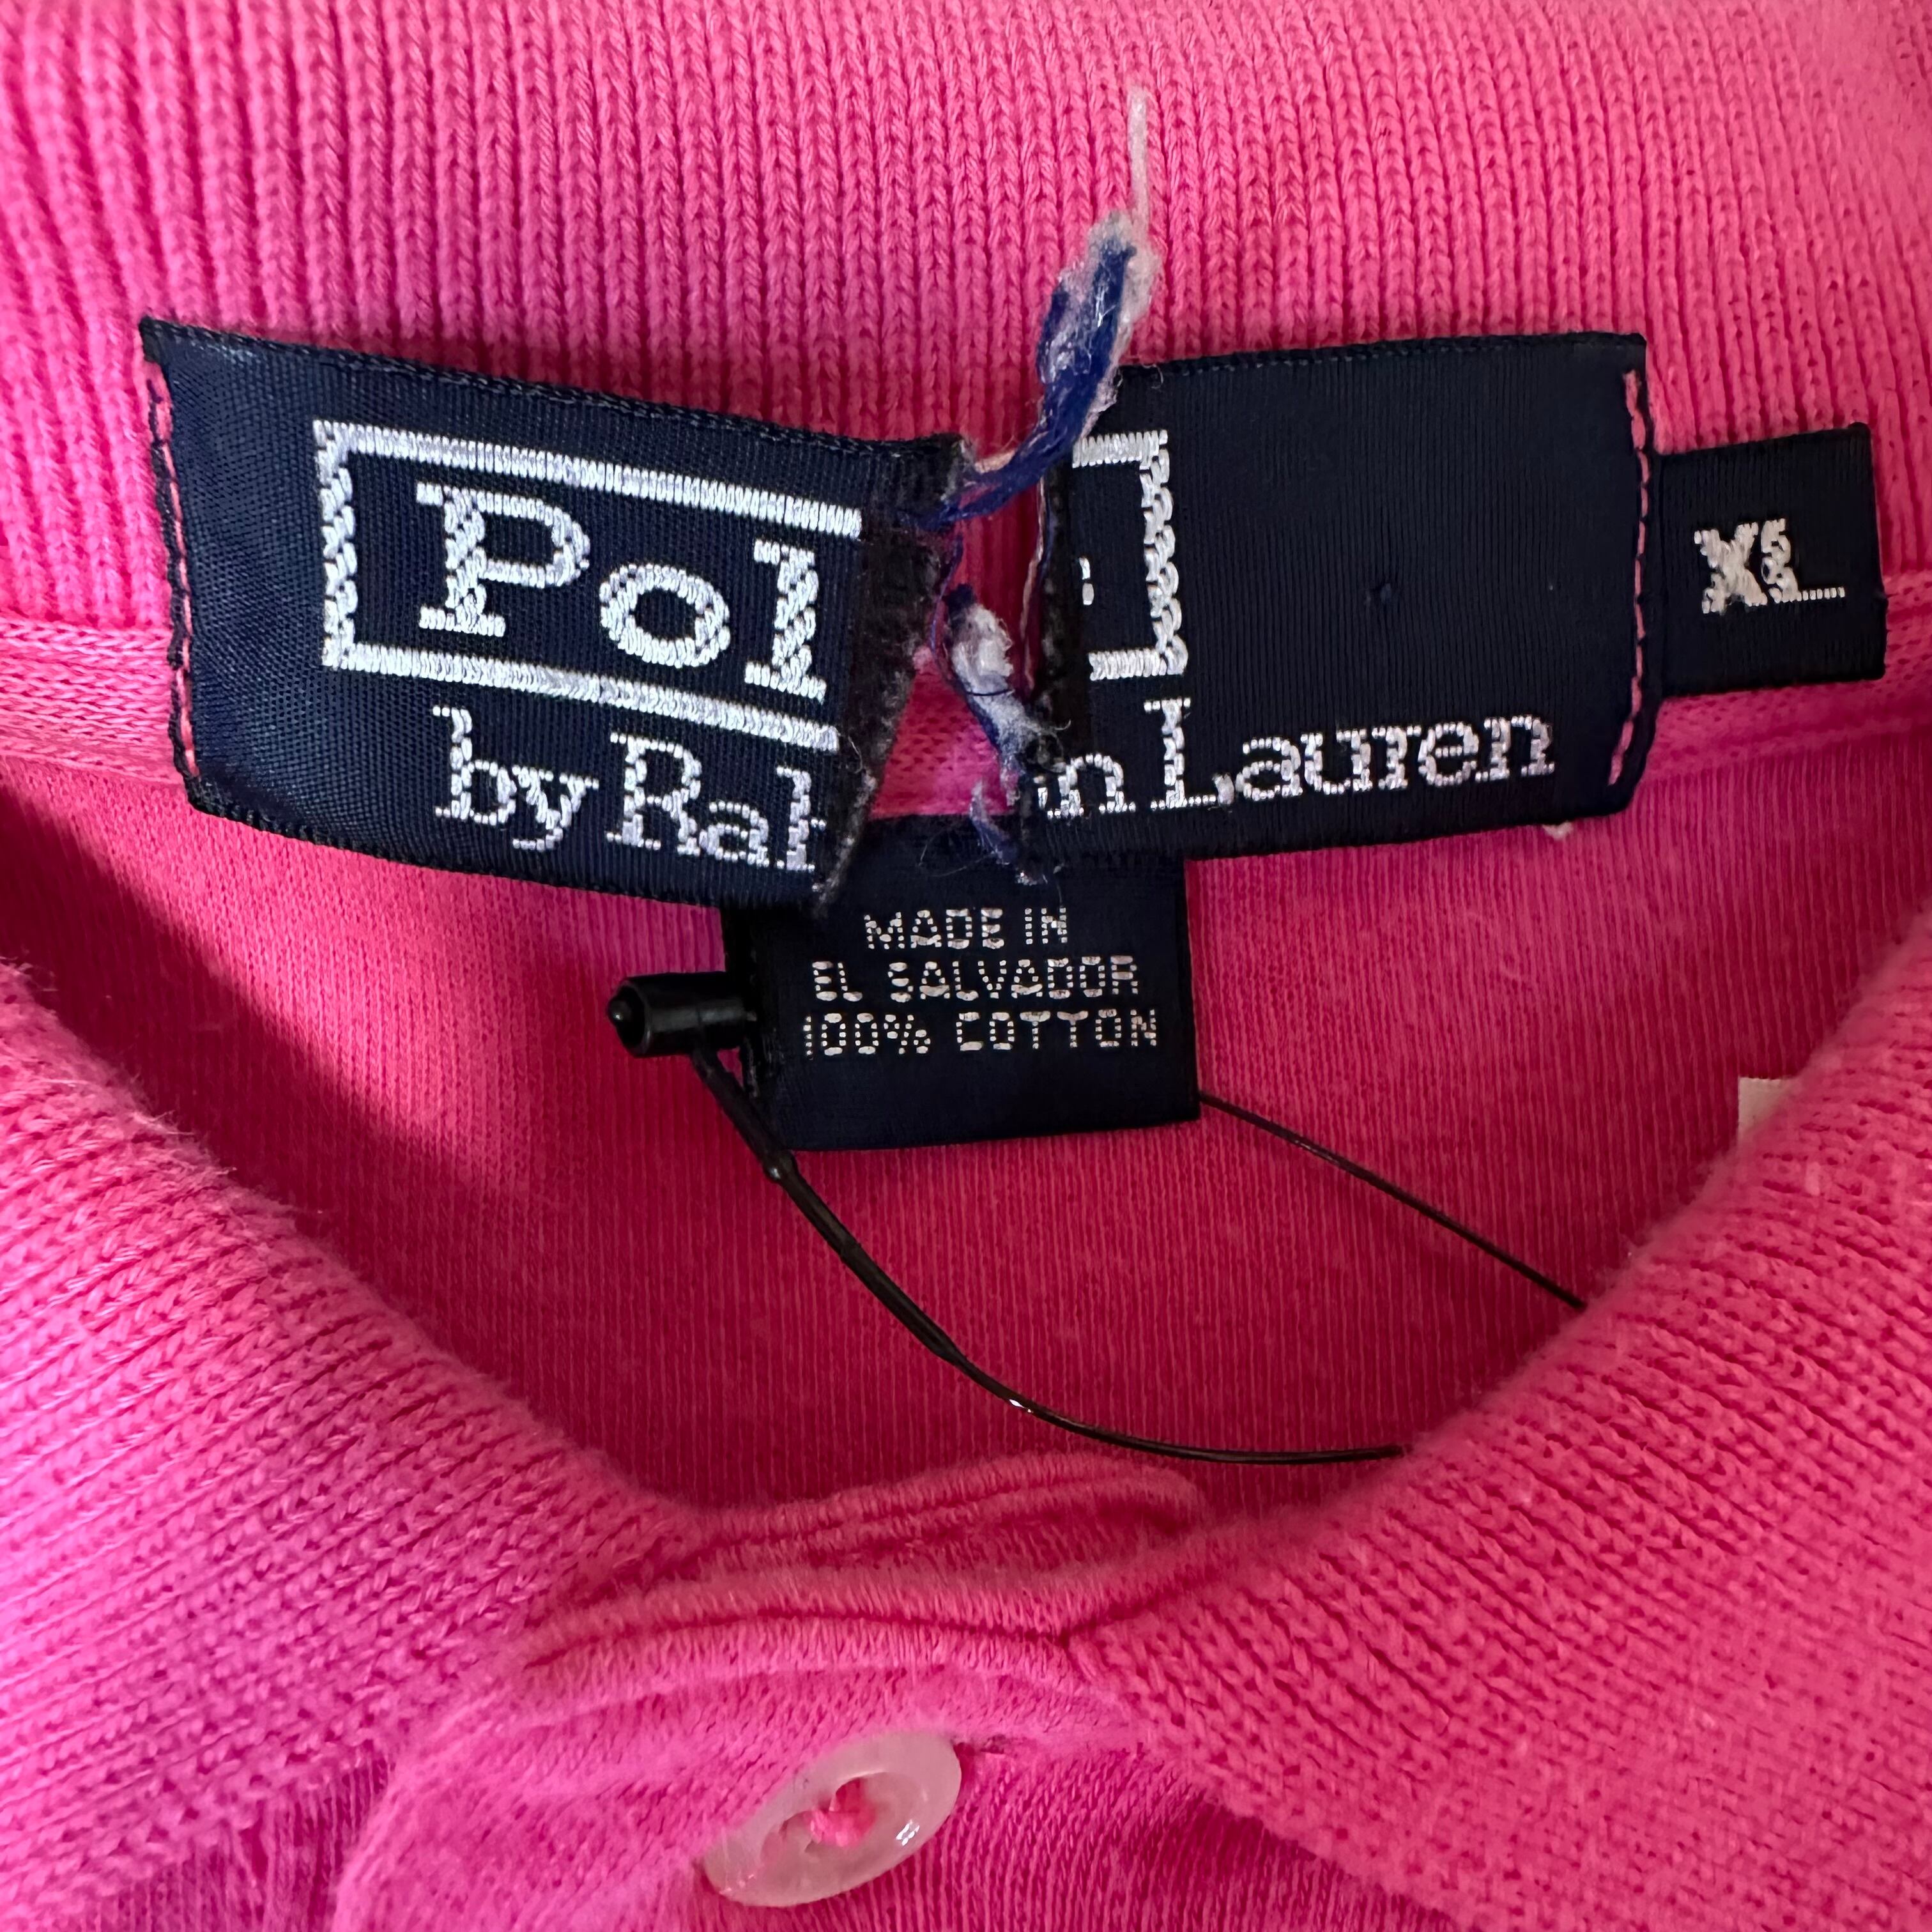 Pol
by Ral n Lauren
XL
MADE IN
EL SALVADOR
100% COTTON